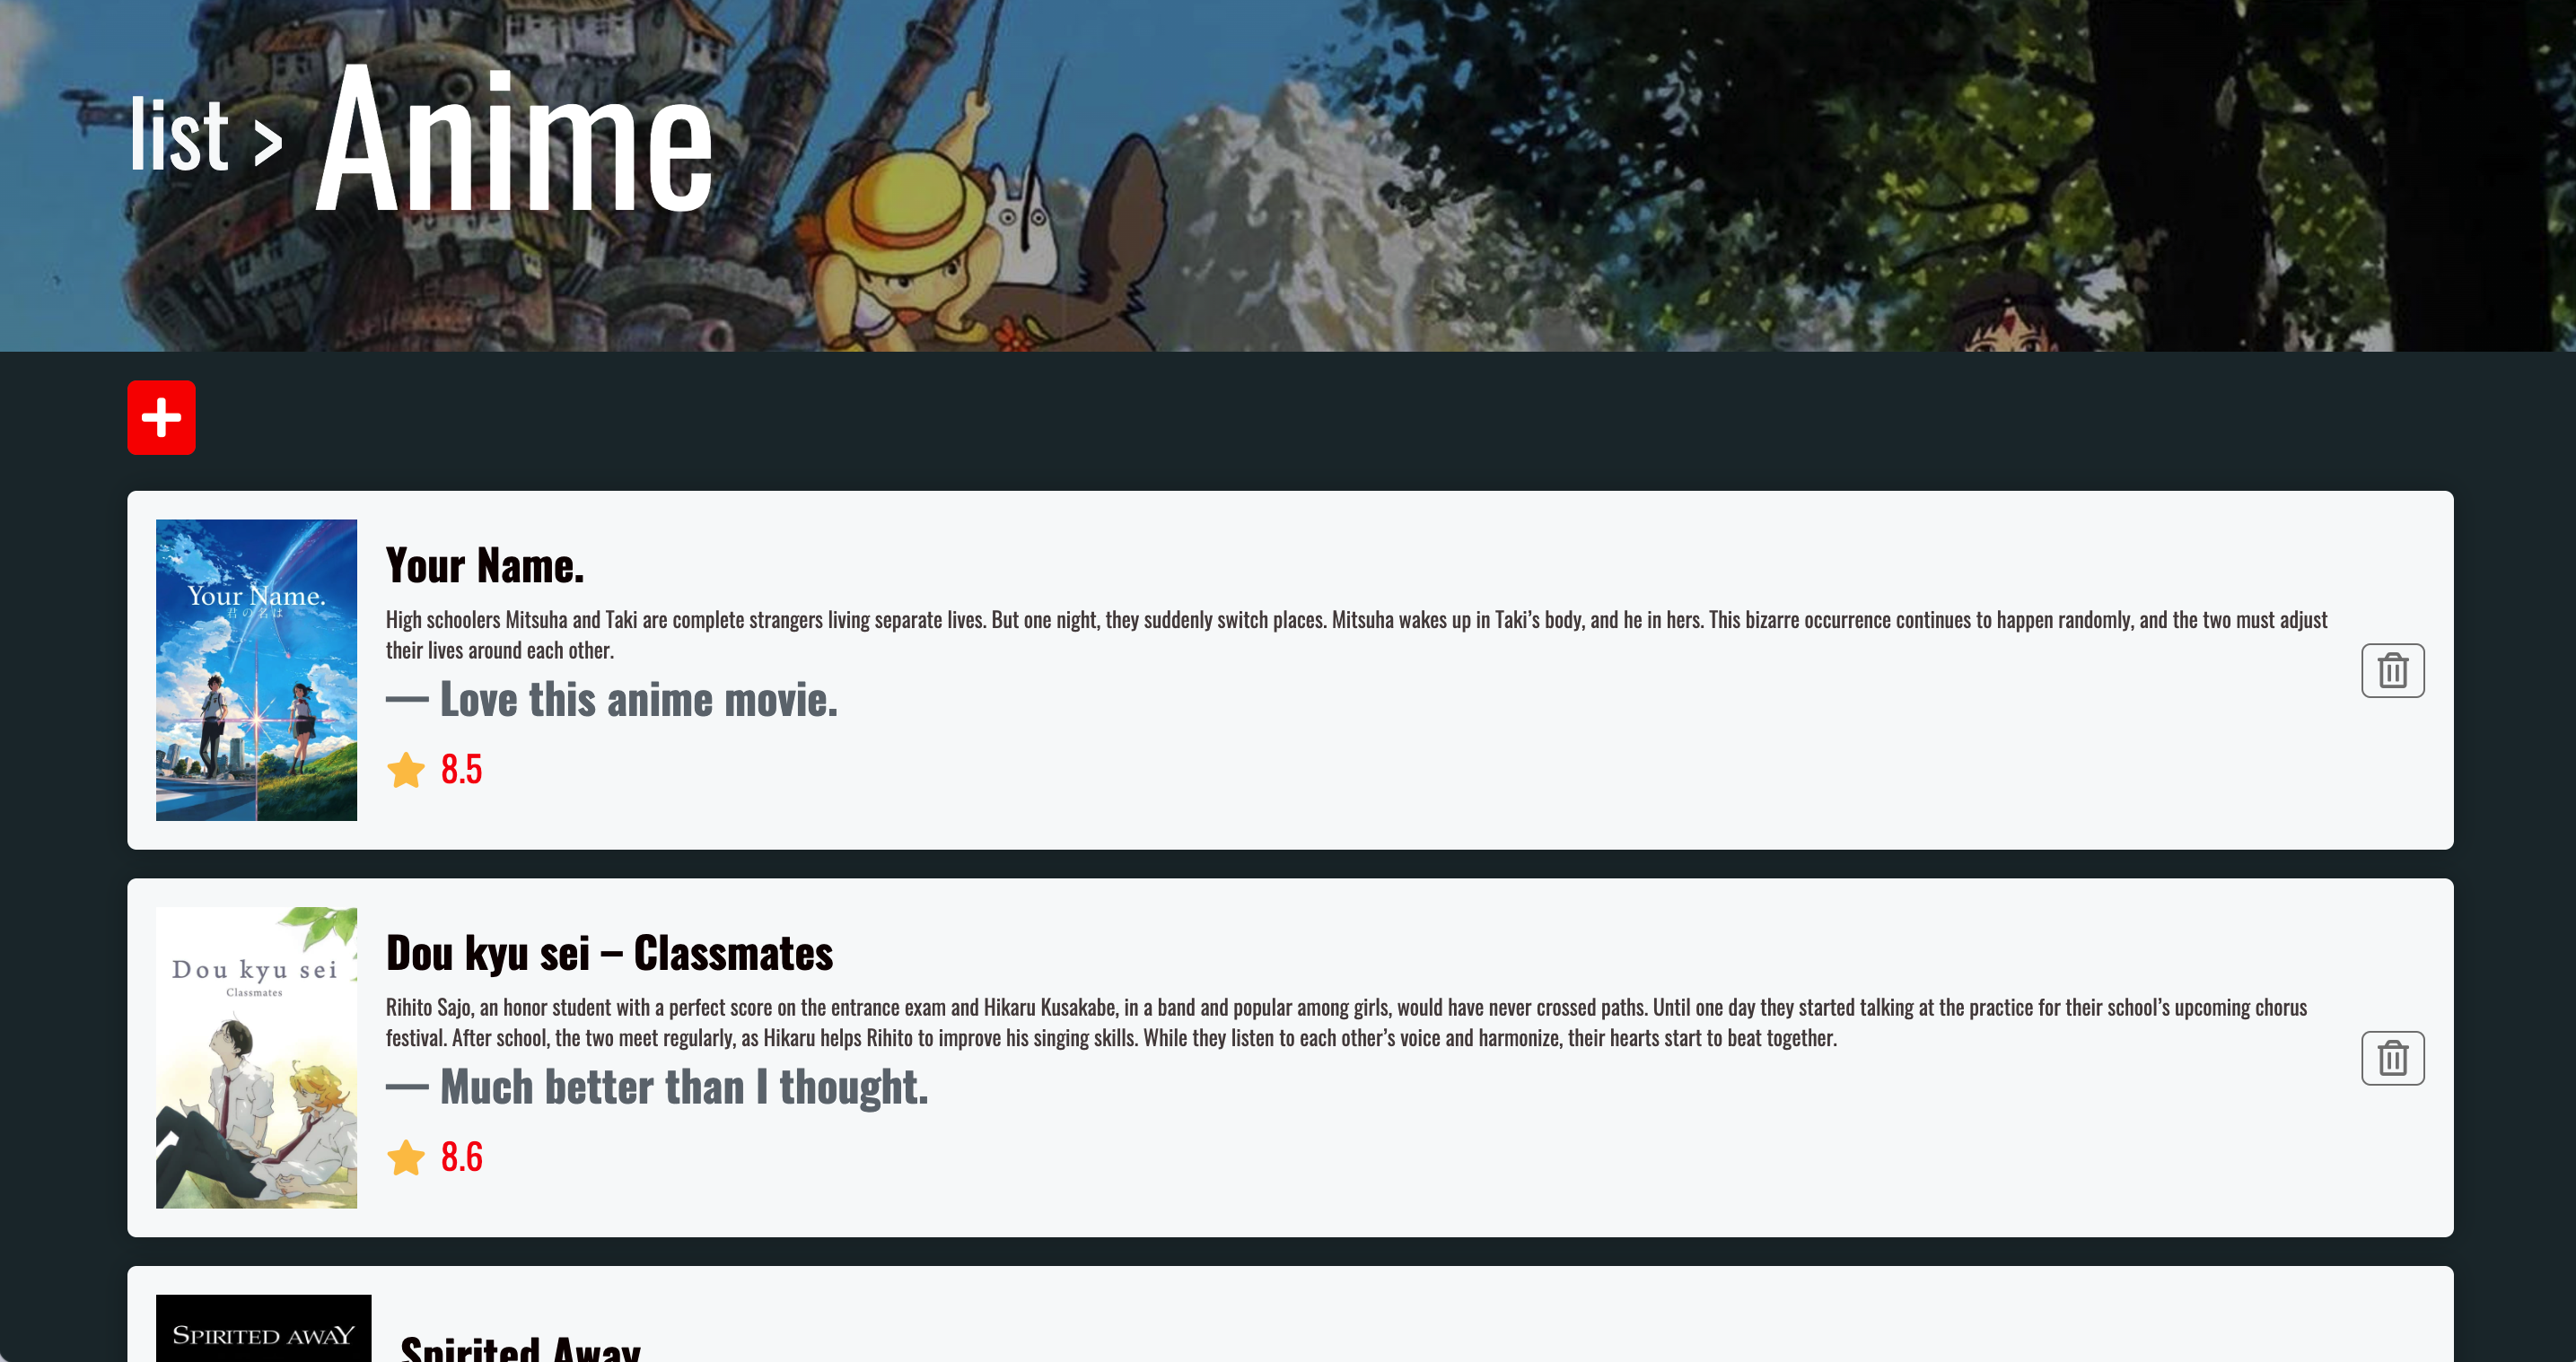 list > Anime
Your Name.
君の名は
Your Name.
High schoolers Mitsuha and Taki are complete strangers living separate lives. But one night, they suddenly switch places. Mitsuha wakes up in Taki’s body, and he in hers. This bizarre occurrence continues to happen randomly, and the two must adjust
their lives around each other.
— Love this anime movie.
8.5
Dou kyu sei
Classmates
Dou kyu sei – Classmates
Rihito Sajo, an honor student with a perfect score on the entrance exam and Hikaru Kusakabe, in a band and popular among girls, would have never crossed paths. Until one day they started talking at the practice for their school’s upcoming chorus
festival. After school, the two meet regularly, as Hikaru helps Rihito to improve his singing skills. While they listen to each other’s voice and harmonize, their hearts start to beat together.
— Much better than I thought.
8.6
SPIRITED AWAY
Spirited Away